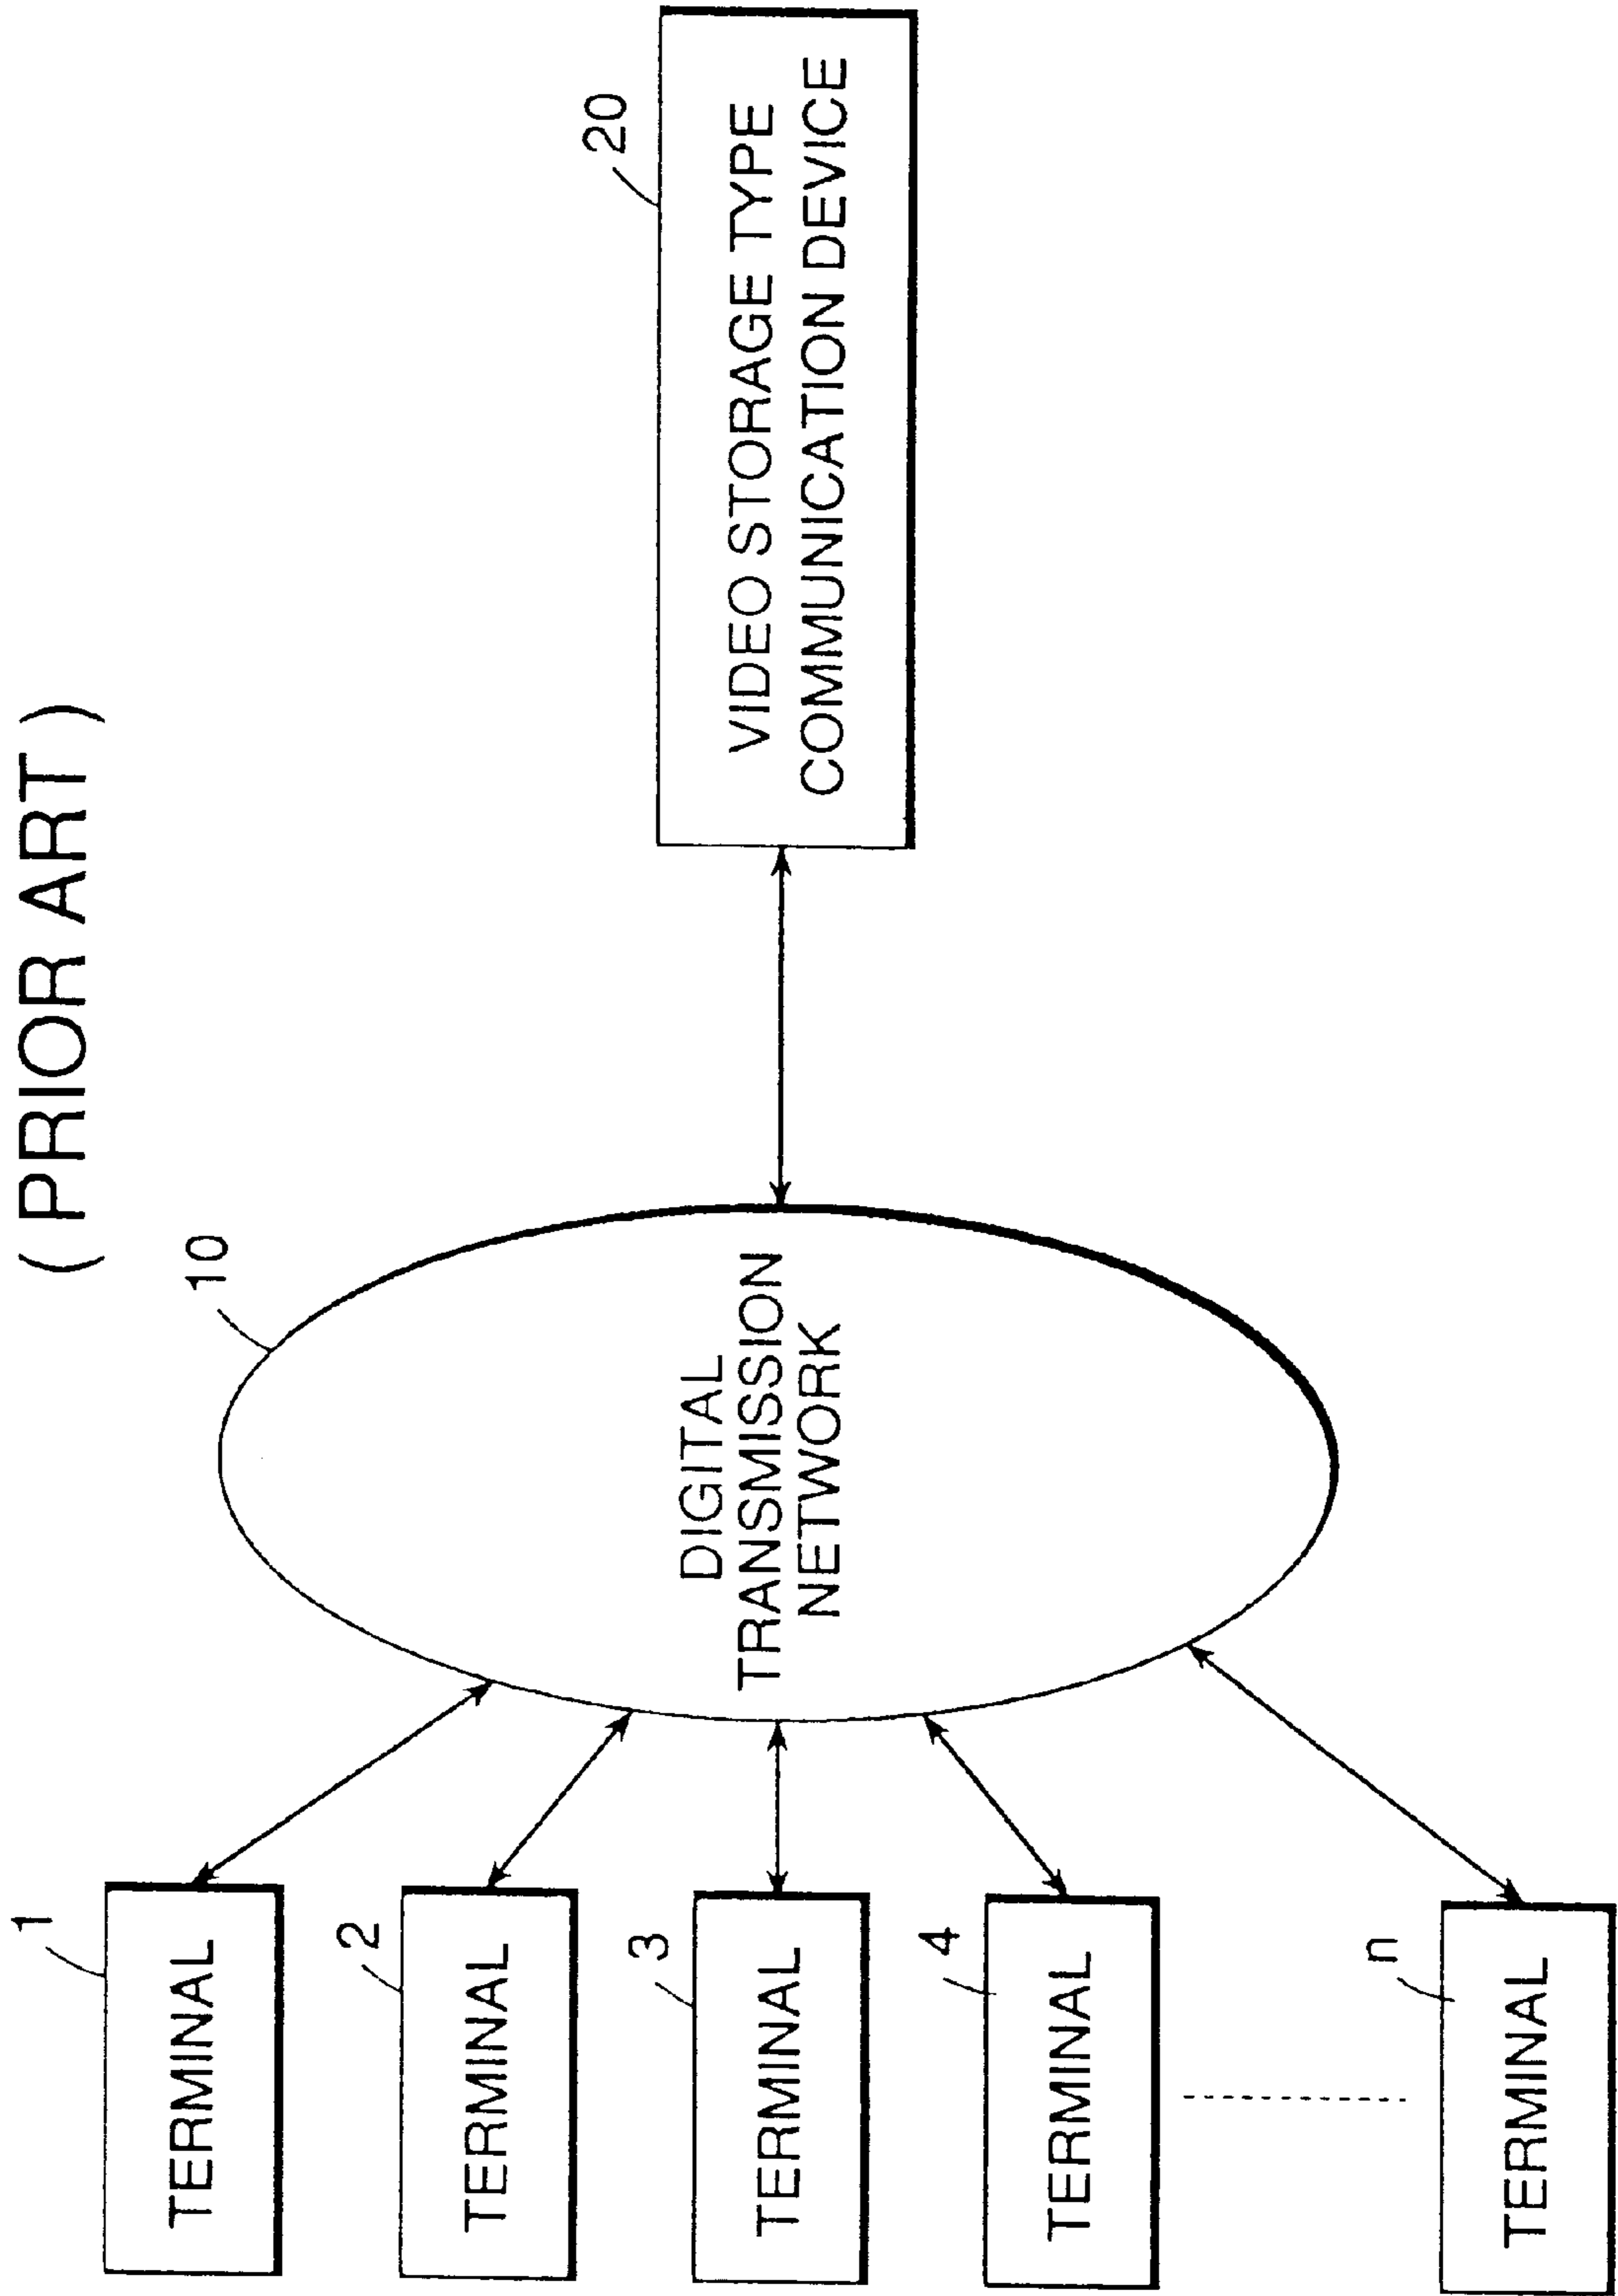 ( PRIOR ART )
1
TERMINAL
2
TERMINAL
3
TERMINAL
4
TERMINAL
n
TERMINAL
10
DIGITAL
TRANSMISSION
NETWORK
20
VIDEO STORAGE TYPE
COMMUNICATION DEVICE